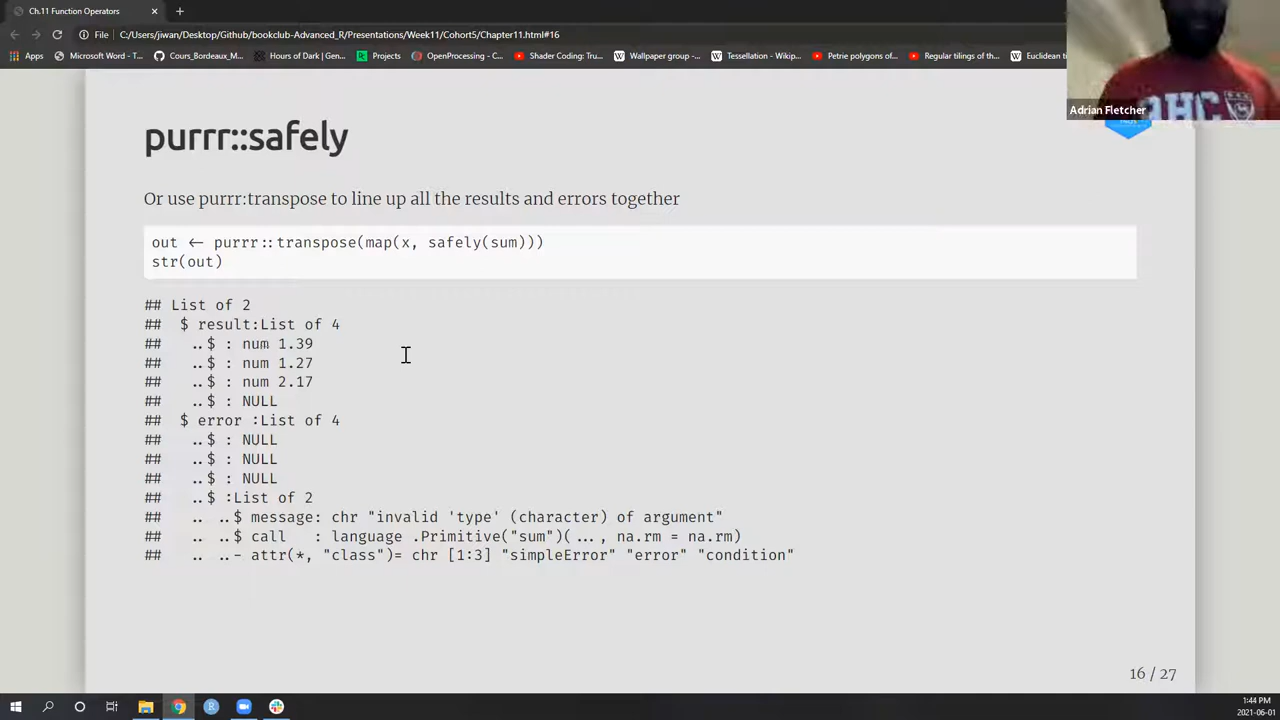 Ch.11 Function Operators
File
C:/Users/jiwan/Desktop/Github/bookclub-Advanced_R/Presentations/Week11/Cohort5/Chapter11.html#16
Apps
Microsoft Word - T...
Cours_Bordeaux_M...
Hours of Dark | Gen...
Projects
OpenProcessing - C...
Shader Coding: Tru...
Wallpaper group -...
Tessellation - Wikip...
Petrie polygons of...
Regular tilings of th...
Euclidean t
Adrian Fletcher
purrr::safely
Or use purrr:transpose to line up all the results and errors together
out <- purrr::transpose(map(x, safely(sum)))
str(out)
## List of 2
##  $ result:List of 4
##   ..$ : num 1.39
##   ..$ : num 1.27
##   ..$ : num 2.17
##   ..$ : NULL
##  $ error :List of 4
##   ..$ : NULL
##   ..$ : NULL
##   ..$ : NULL
##   ..$ :List of 2
##   .. ..$ message: chr "invalid 'type' (character) of argument"
##   .. ..$ call   : language .Primitive("sum")(..., na.rm = na.rm)
##   .. ..- attr(*, "class")= chr [1:3] "simpleError" "error" "condition"
16 / 27
1:44 PM
2021-06-01